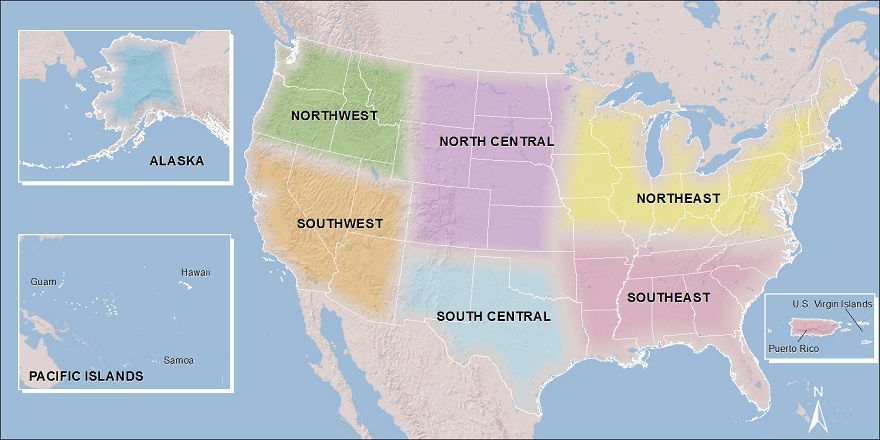 ALASKA
NORTHWEST
NORTH CENTRAL
NORTHEAST
SOUTHWEST
SOUTH CENTRAL
SOUTHEAST
Guam
Hawaii
Samoa
PACIFIC ISLANDS
U.S. Virgin Islands
Puerto Rico
N